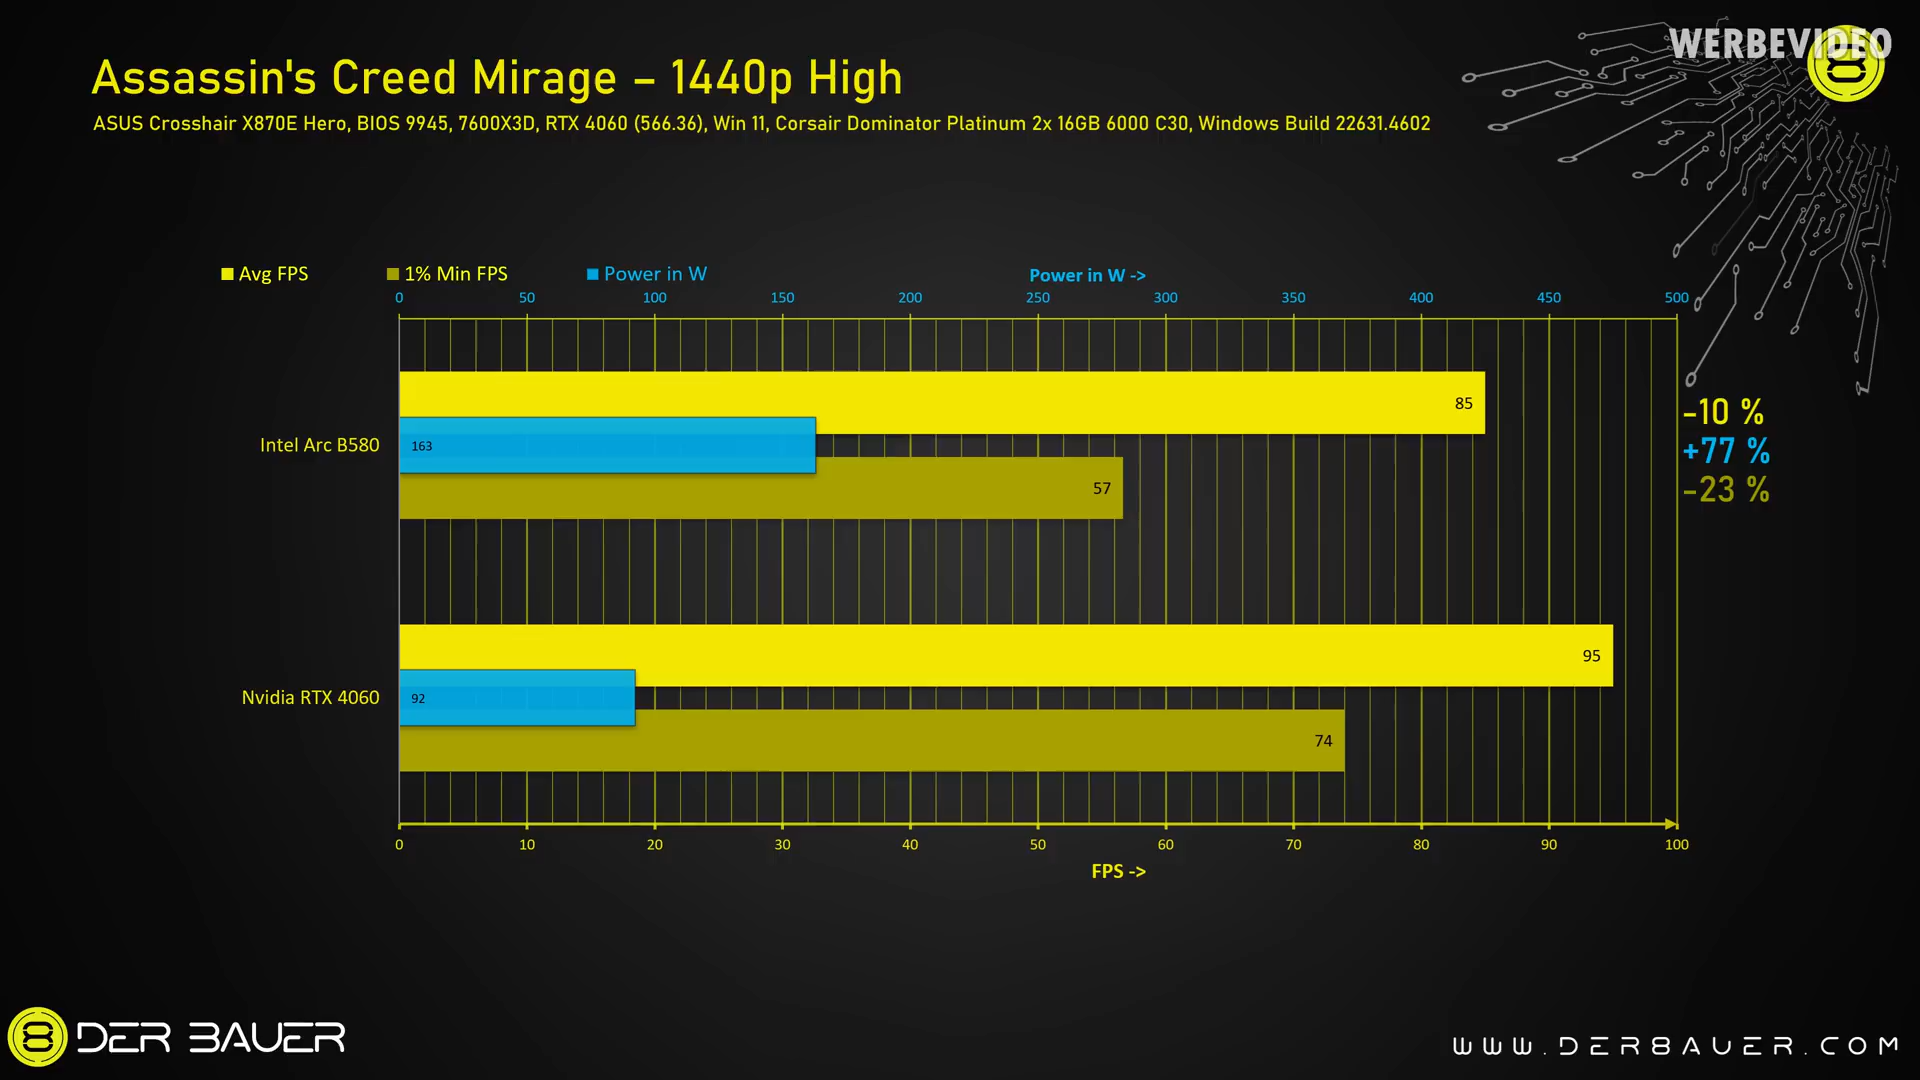 WERBEVIDEO
Assassin's Creed Mirage – 1440p High
ASUS Crosshair X870E Hero, BIOS 9945, 7600X3D, RTX 4060 (566.36), Win 11, Corsair Dominator Platinum 2x 16GB 6000 C30, Windows Build 22631.4602
Avg FPS 1% Min FPS Power in W Power in W ->
0 50 100 150 200 250 300 350 400 450 500
85
-10 %
Intel Arc B580 163
+77 %
57
-23 %
95
Nvidia RTX 4060 92
74
0 10 20 30 40 50 60 70 80 90 100
FPS ->
8 DER BAUER
WWW.DER8AUER.COM